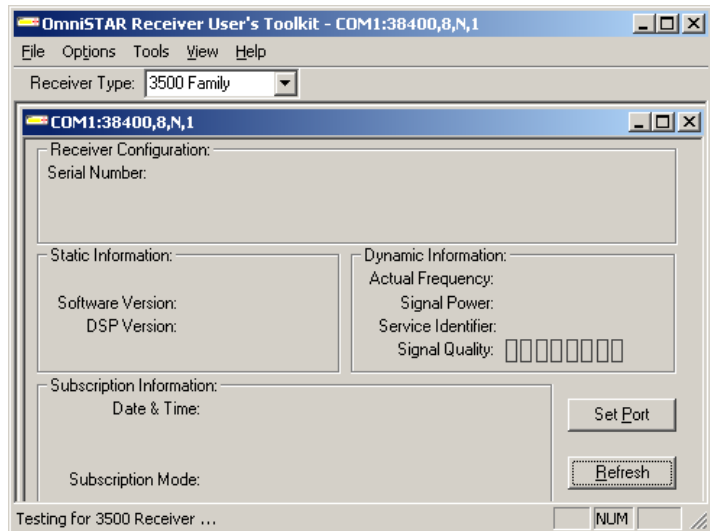 OmniSTAR Receiver User's Toolkit - COM1:38400,8,N,1
File Options Tools View Help
Receiver Type: 3500 Family
COM1:38400,8,N,1
Receiver Configuration:
Serial Number:
Static Information:
Software Version:
DSP Version:
Dynamic Information:
Actual Frequency:
Signal Power:
Service Identifier:
Signal Quality:
Subscription Information:
Date & Time:
Subscription Mode:
Set Port
Refresh
Testing for 3500 Receiver ...
NUM